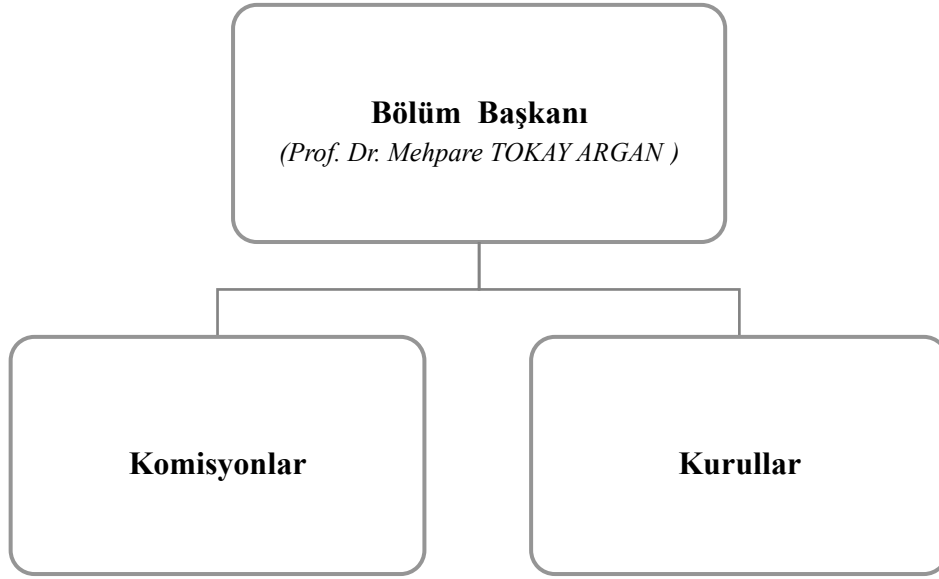 Bölüm Başkanı
(Prof. Dr. Mehpare TOKAY ARGAN )
Komisyonlar
Kurullar